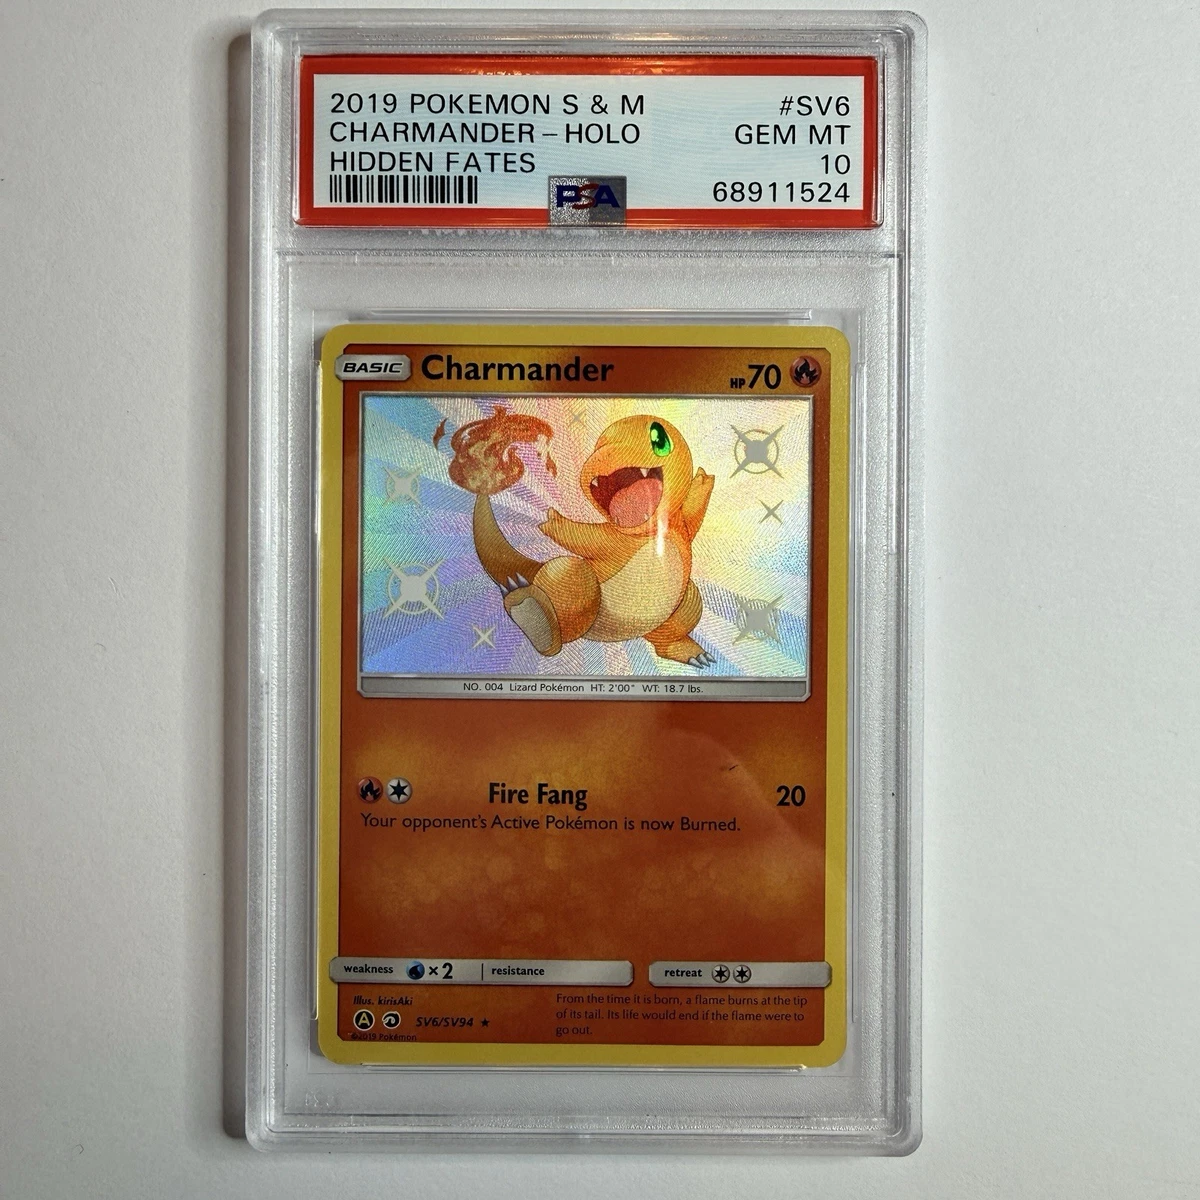 2019 POKEMON S & M #SV6
CHARMANDER - HOLO GEM MT
HIDDEN FATES 10
68911524
PSA
BASIC Charmander HP 70
NO. 004 Lizard Pokémon HT: 2'00" WT: 18.7 lbs.
Fire Fang 20
Your opponent's Active Pokémon is now Burned.
weakness ×2 resistance retreat
Illus. kirisAki
A SV6/SV94 ★
©2019 Pokémon
From the time it is born, a flame burns at the tip
of its tail. Its life would end if the flame were to
go out.